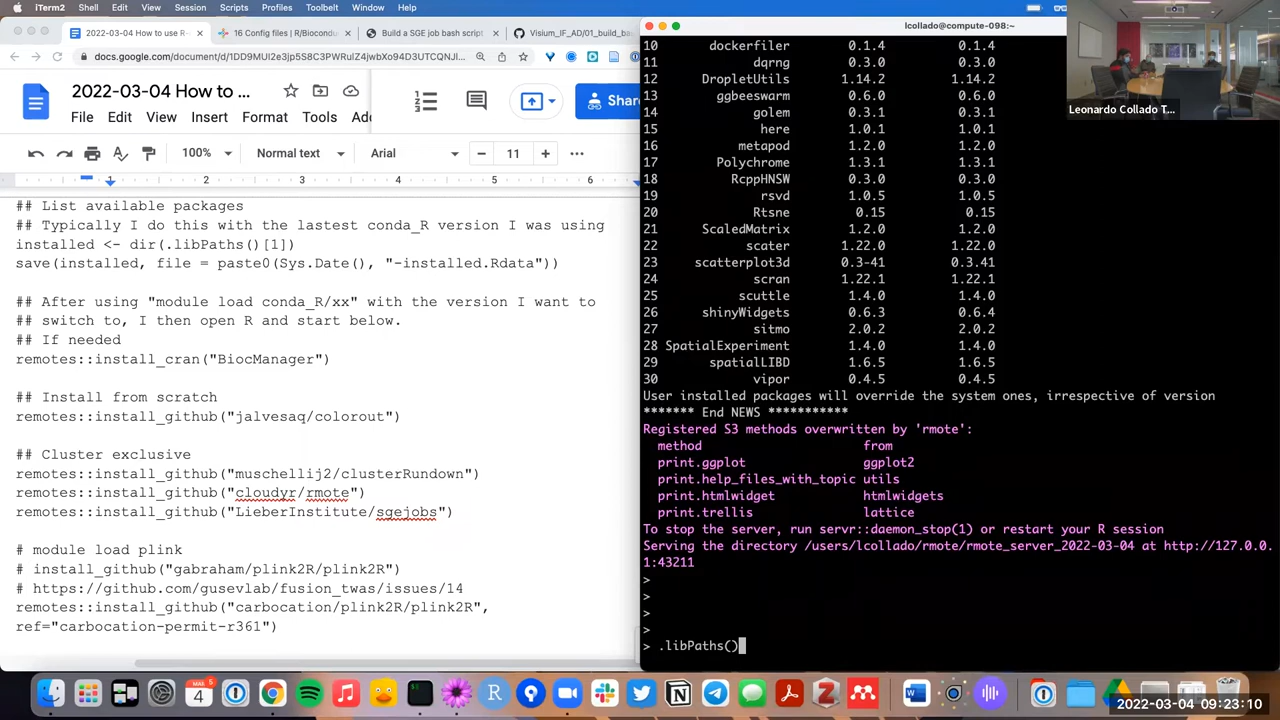 iTerm2 Shell Edit View Session Scripts Profiles Toolbelt Window Help
2022-03-04 How to use R-
16 Config files ( R/Biocond
Build a SGE job bash scrip
Visium_IF_AD/01_build_be
docs.google.com/document/d/1DD9MUI2e3jp5S8C3PWRulZ4jwbX94D3UTCQNJ...
2022-03-04 How to ...
Share
File Edit View Insert Format Tools Add
100% Normal text Arial 11
1 2 3 4 5 6
## List available packages
## Typically I do this with the lastest conda_R version I was using
installed <- dir(.libPaths()[1])
save(installed, file = paste0(Sys.Date(), "-installed.Rdata"))
## After using "module load conda_R/xx" with the version I want to
## switch to, I then open R and start below.
## If needed
remotes::install_cran("BiocManager")
## Install from scratch
remotes::install_github("jalvesaq/colorout")
## Cluster exclusive
remotes::install_github("muschellij2/clusterRundown")
remotes::install_github("cloudyr/rmote")
remotes::install_github("LieberInstitute/sgejobs")
# module load plink
# install_github("gabraham/plink2R/plink2R")
# https://github.com/gusevlab/fusion_twas/issues/14
remotes::install_github("carbocation/plink2R/plink2R",
ref="carbocation-permit-r361")
lcollado@compute-098:~
10 dockerfiler 0.1.4 0.1.4
11 dqrng 0.3.0 0.3.0
12 DropletUtils 1.14.2 1.14.2
13 ggbeeswarm 0.6.0 0.6.0
14 golem 0.3.1 0.3.1
15 here 1.0.1 1.0.1
16 metapod 1.2.0 1.2.0
17 Polychrome 1.3.1 1.3.1
18 RcppHNSW 0.3.0 0.3.0
19 rsvd 1.0.5 1.0.5
20 Rtsne 0.15 0.15
21 ScaledMatrix 1.2.0 1.2.0
22 scater 1.22.0 1.22.0
23 scatterplot3d 0.3-41 0.3.41
24 scran 1.22.1 1.22.1
25 scuttle 1.4.0 1.4.0
26 shinyWidgets 0.6.3 0.6.4
27 sitmo 2.0.2 2.0.2
28 SpatialExperiment 1.4.0 1.4.0
29 spatialLIBD 1.6.5 1.6.5
30 vipor 0.4.5 0.4.5
User installed packages will override the system ones, irrespective of version
******* End NEWS ***********
Registered S3 methods overwritten by 'rmote':
method from
print.ggplot ggplot2
print.help_files_with_topic utils
print.htmlwidget htmlwidgets
print.trellis lattice
To stop the server, run servr::daemon_stop(1) or restart your R session
Serving the directory /users/lcollado/rmote/rmote_server_2022-03-04 at http://127.0.0.
1:43211
>
>
>
>
> .libPaths()
Leonardo Collado T...
MAR
4
5
2022-03-04 09:23:10